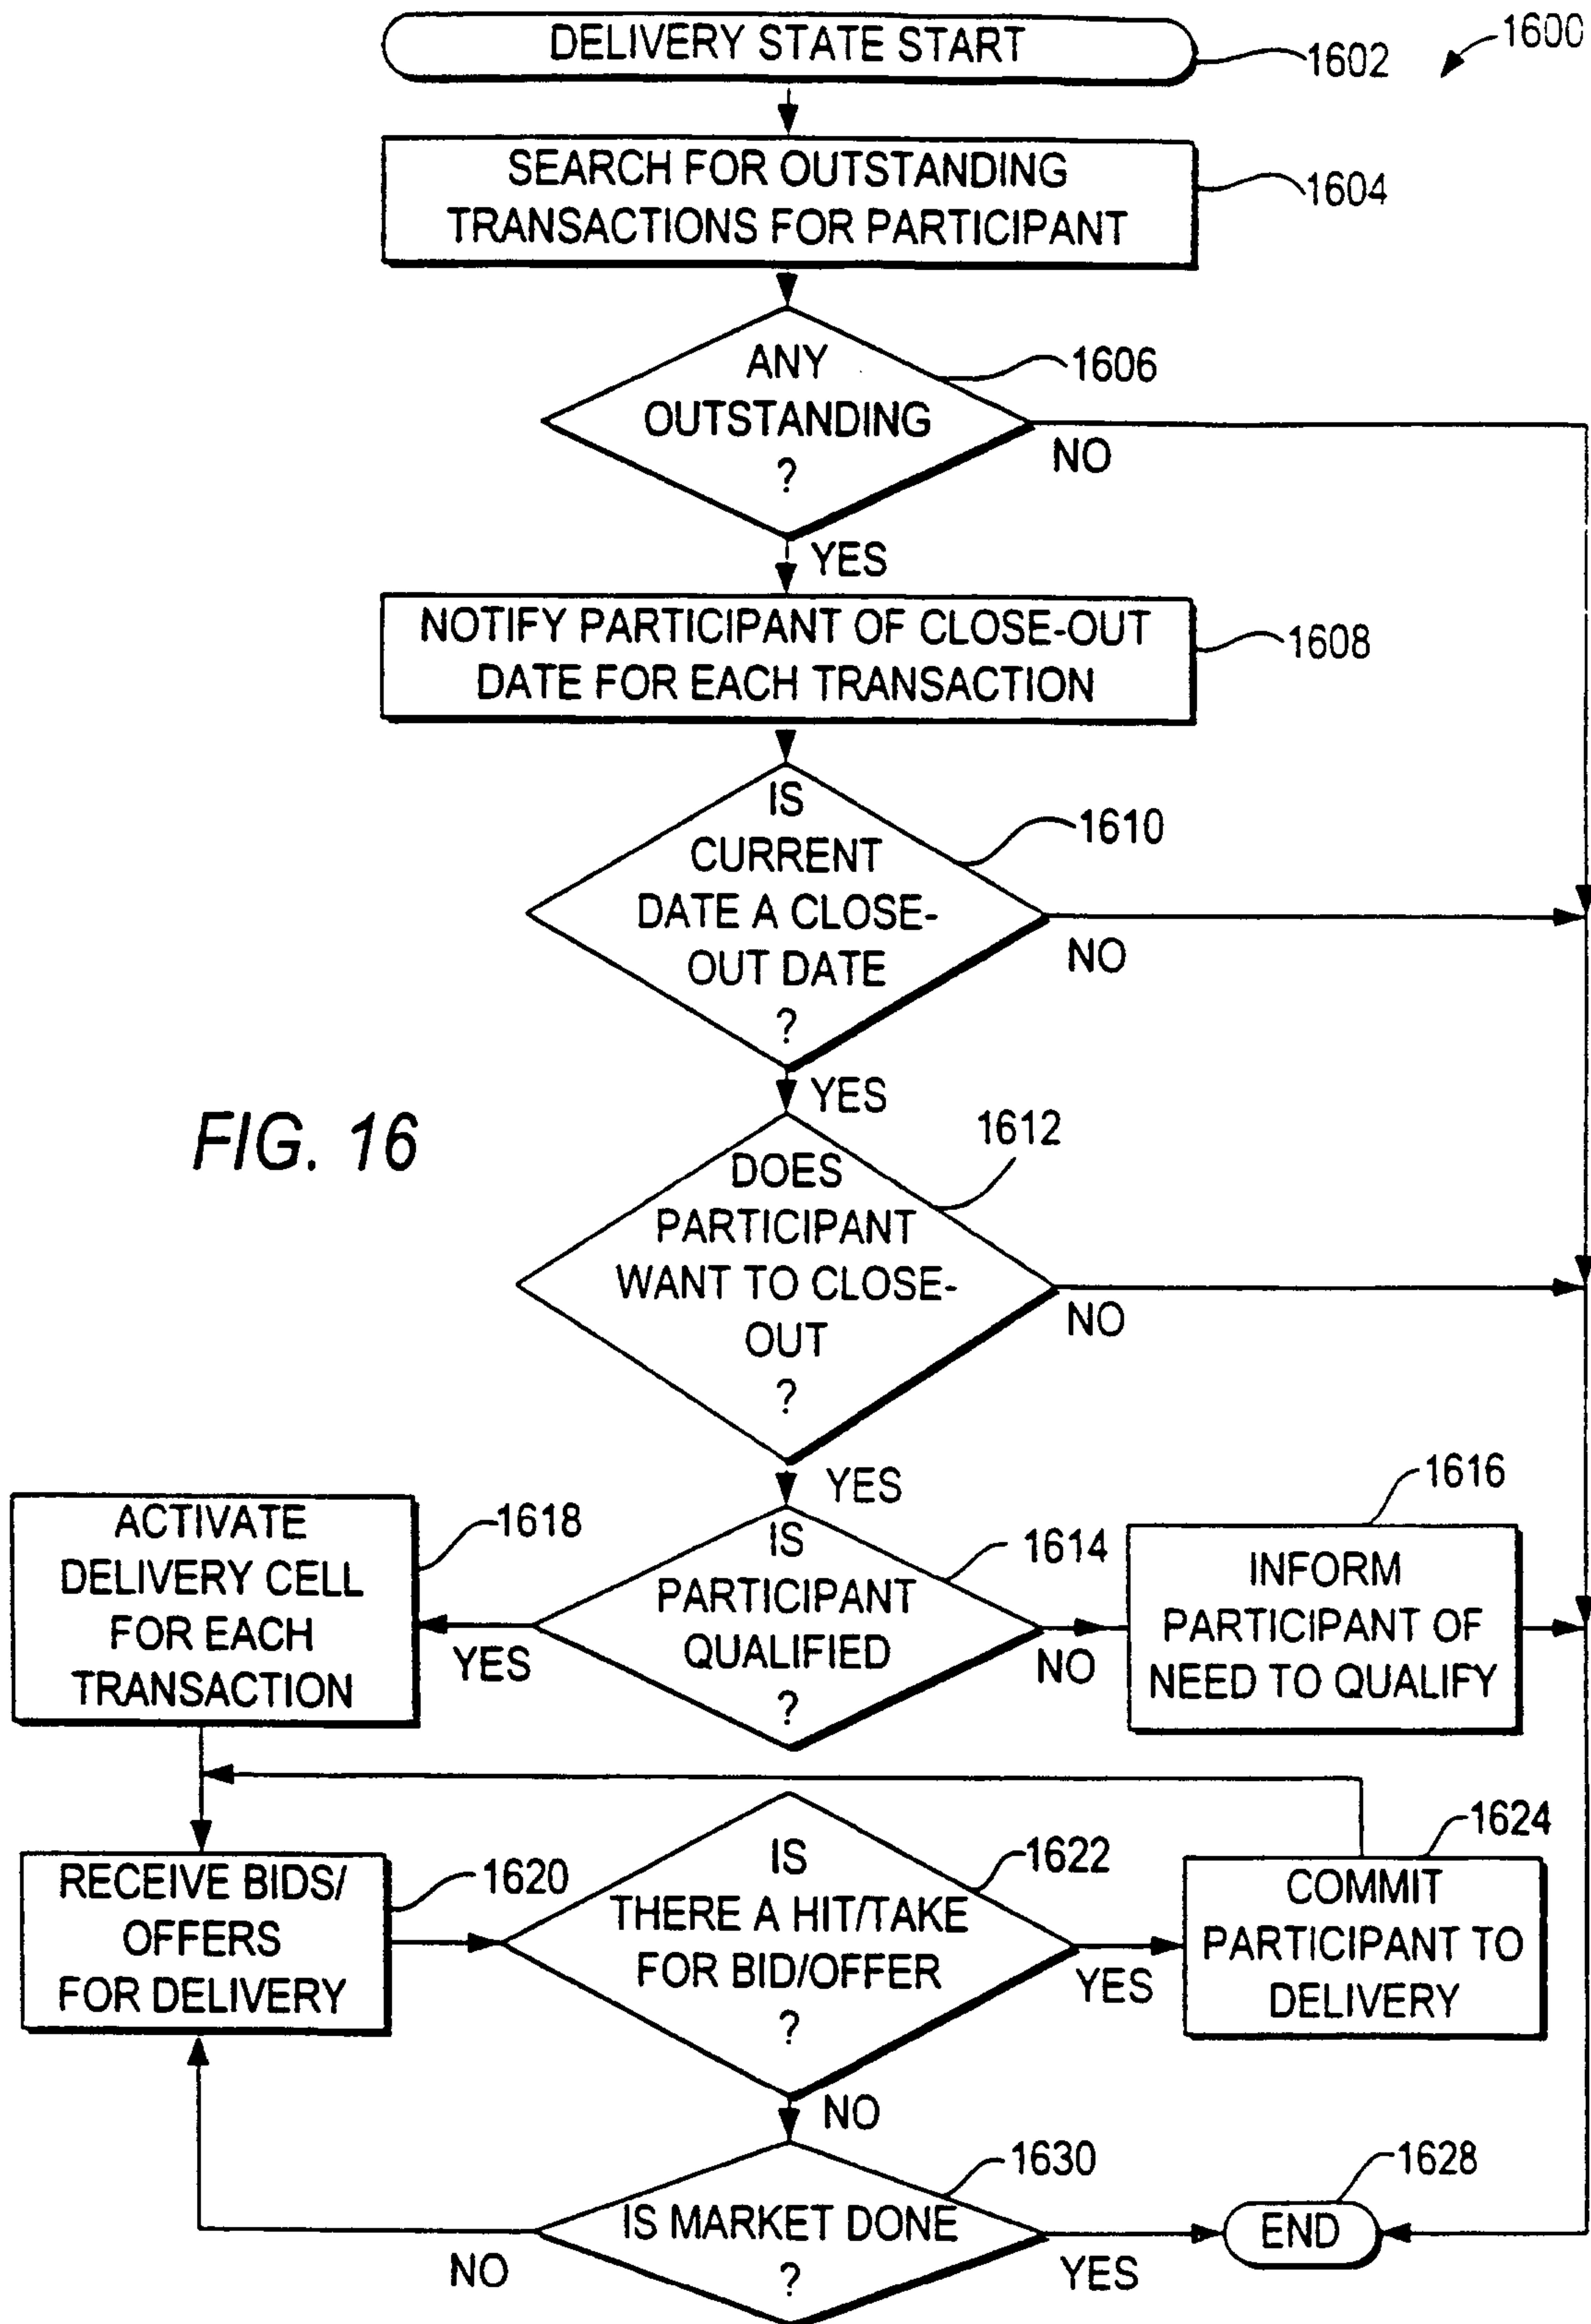 DELIVERY STATE START
1602
1600
SEARCH FOR OUTSTANDING
TRANSACTIONS FOR PARTICIPANT
1604
ANY
OUTSTANDING
?
1606
NO
YES
NOTIFY PARTICIPANT OF CLOSE-OUT
DATE FOR EACH TRANSACTION
1608
IS
CURRENT
DATE A CLOSE-
OUT DATE
?
1610
NO
YES
FIG. 16
DOES
PARTICIPANT
WANT TO CLOSE-
OUT
?
1612
NO
YES
IS
PARTICIPANT
QUALIFIED
?
1614
YES
NO
ACTIVATE
DELIVERY CELL
FOR EACH
TRANSACTION
1618
INFORM
PARTICIPANT OF
NEED TO QUALIFY
1616
RECEIVE BIDS/
OFFERS
FOR DELIVERY
1620
IS
THERE A HIT/TAKE
FOR BID/OFFER
?
1622
YES
NO
COMMIT
PARTICIPANT TO
DELIVERY
1624
IS MARKET DONE
?
1630
NO
YES
END
1628